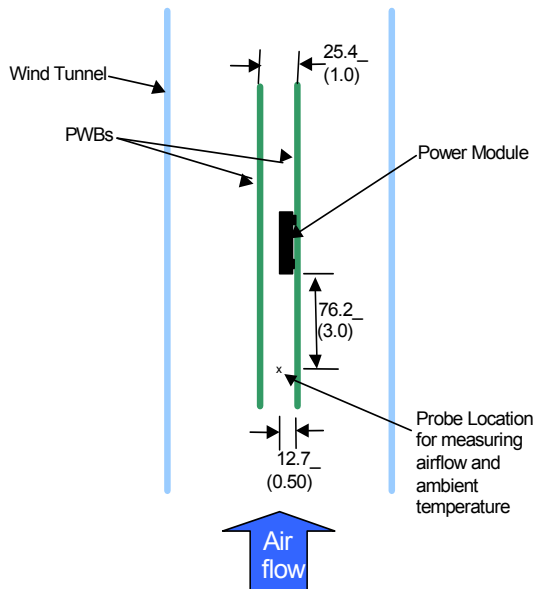 25.4_
(1.0)
Wind Tunnel
PWBs
Power Module
76.2_
(3.0)
x
Probe Location
for measuring
airflow and
ambient
temperature
12.7_
(0.50)
Air
flow